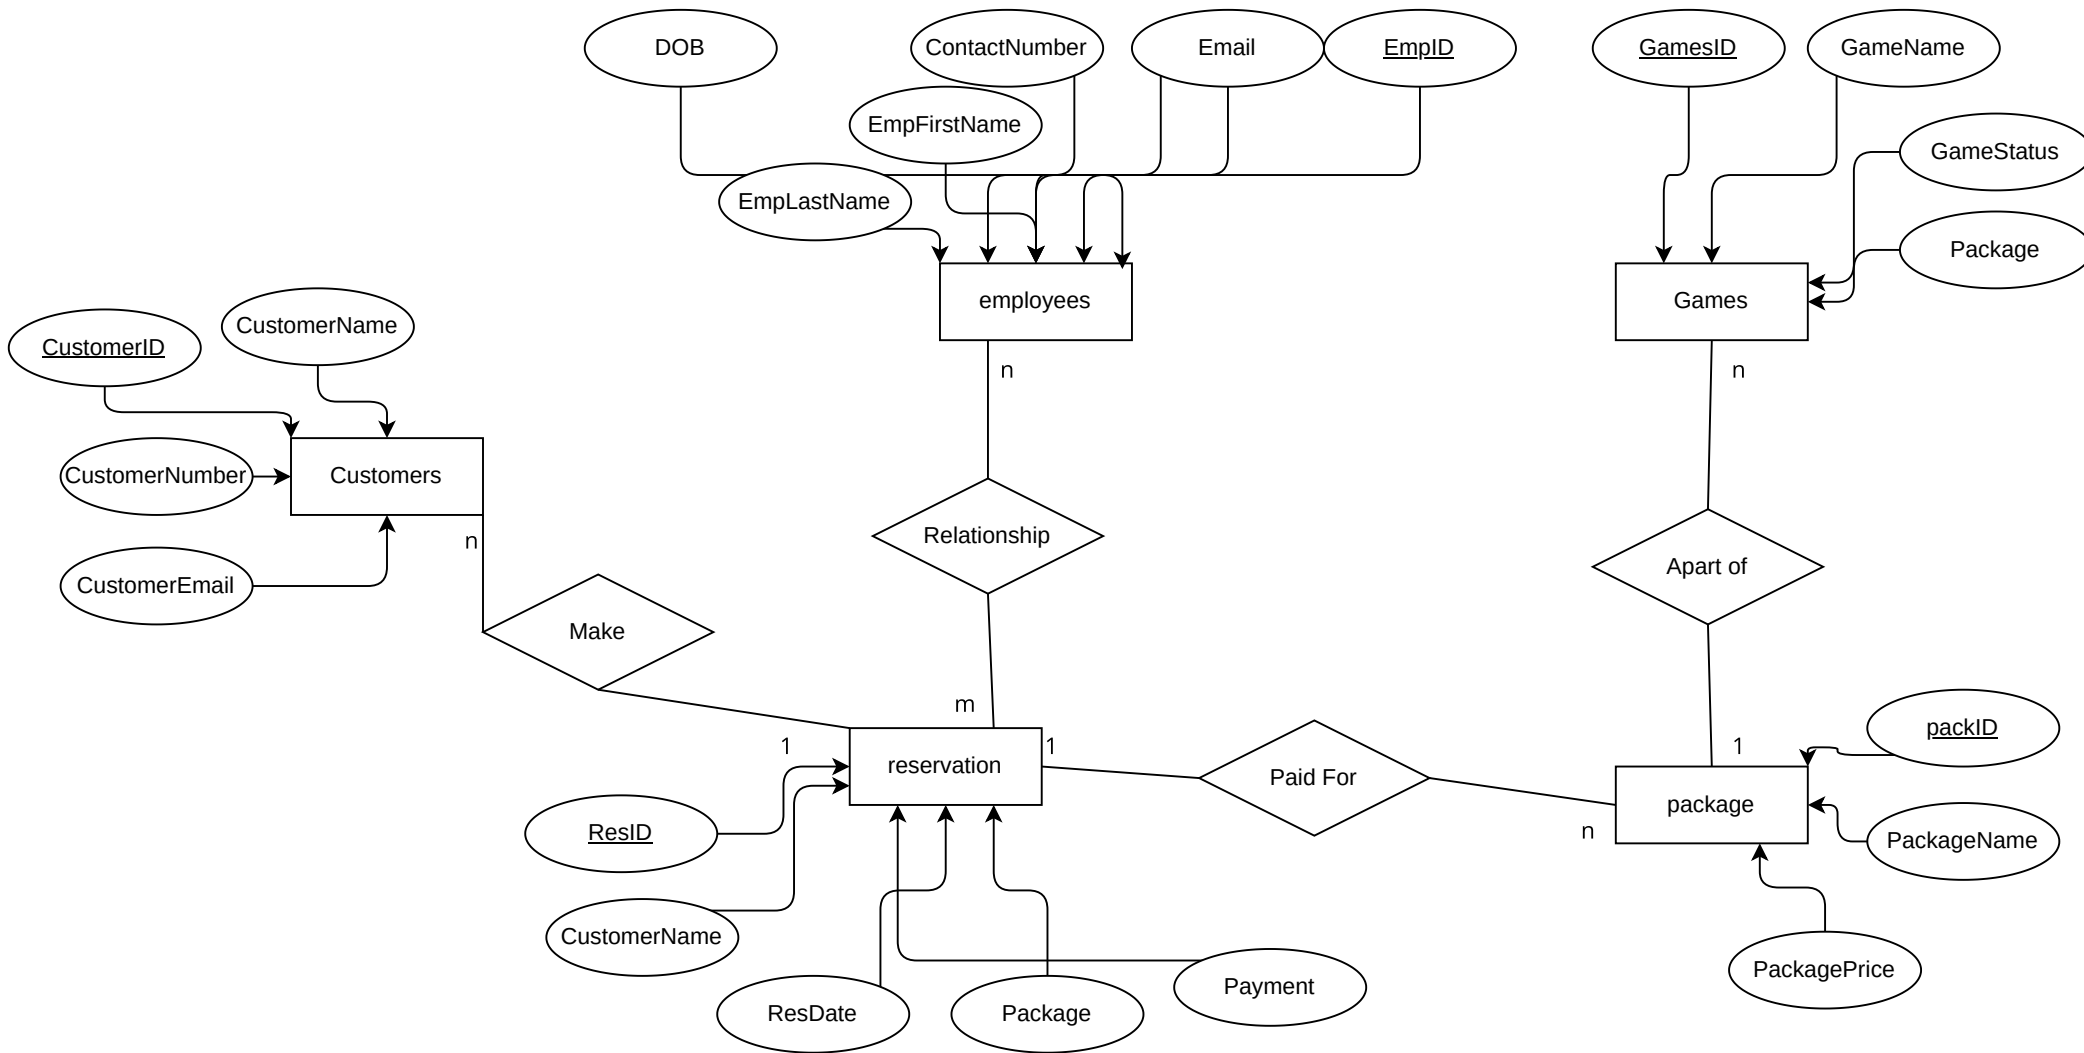 DOB
ContactNumber
Email
EmpID
GamesID
GameName
EmpFirstName
GameStatus
EmpLastName
Package
employees
Games
CustomerName
CustomerID
n
n
CustomerNumber
Customers
n
Relationship
Apart of
CustomerEmail
Make
m
packID
1
1
1
reservation
Paid For
package
ResID
n
PackageName
CustomerName
PackagePrice
Payment
ResDate
Package